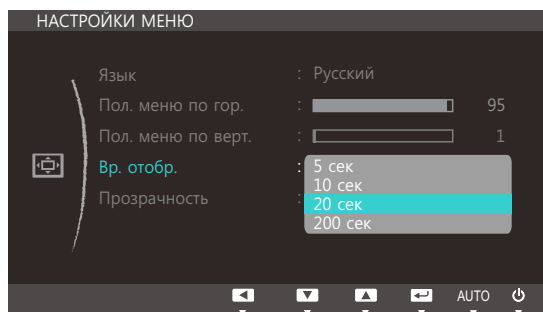 НАСТРОЙКИ МЕНЮ
Язык : Русский
Пол. меню по гор. : 95
Пол. меню по верт. : 1
Вр. отобр. : 5 сек
10 сек
Прозрачность : 20 сек
200 сек
AUTO